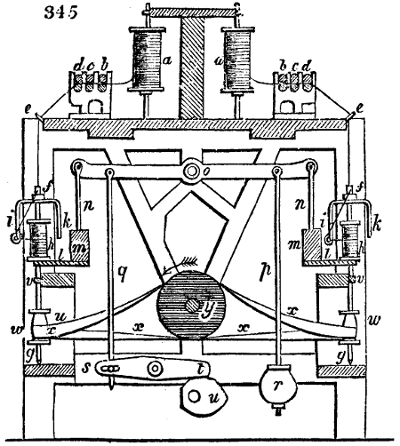 345
a a
d c b b c d
e e
o
f f
i k n n i k
h l m m l h
q p
v v
u x
w x x x w
y
g g
s t r
u